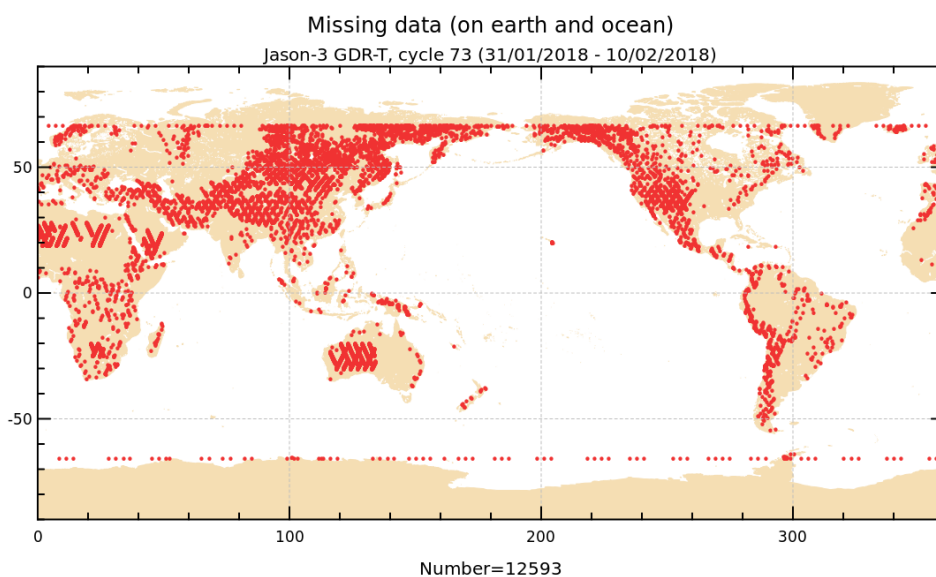 Missing data (on earth and ocean)
Jason-3 GDR-T, cycle 73 (31/01/2018 - 10/02/2018)
50
0
-50
0 100 200 300
Number=12593